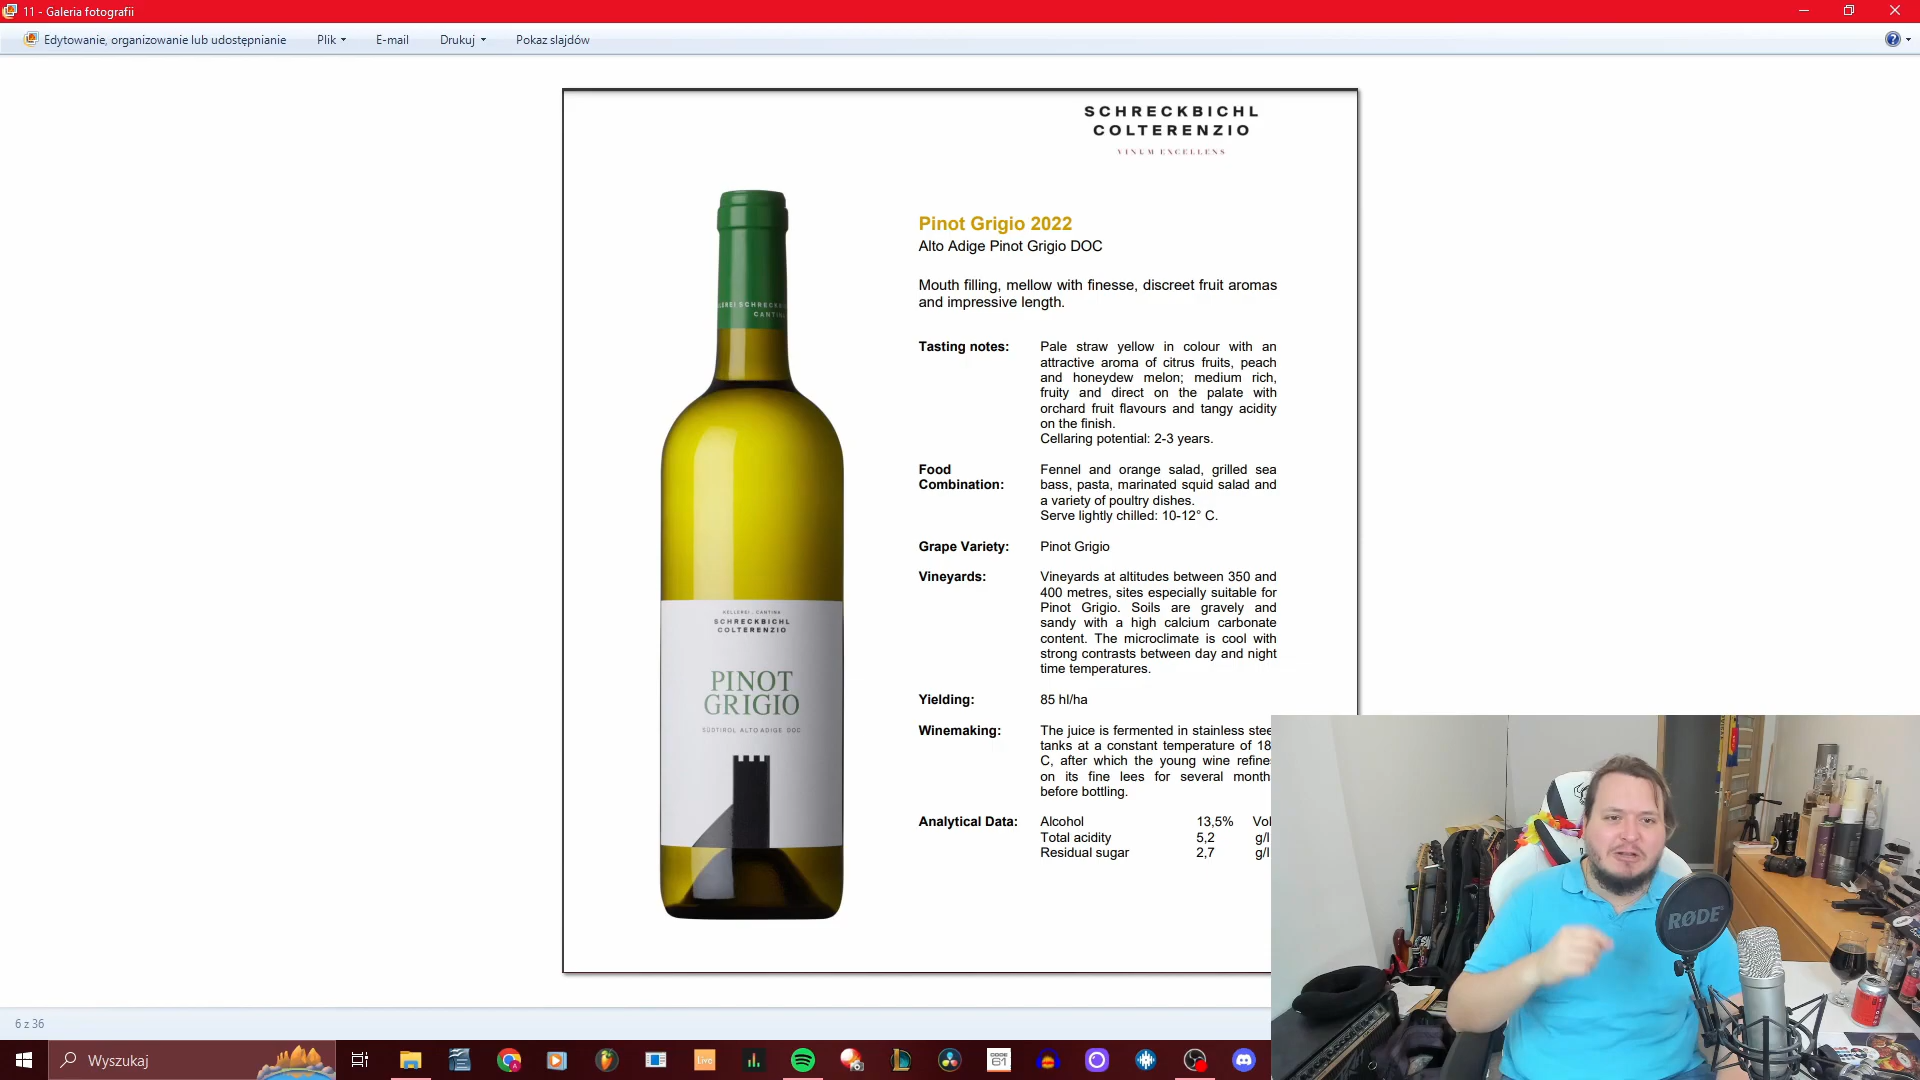 11 - Galeria fotografii
Edytowanie, organizowanie lub udostępnianie
Plik
E-mail
Drukuj
Pokaz slajdów
SCHRECKBICHL
COLTERENZIO
VINUM EXCELLENS
Pinot Grigio 2022
Alto Adige Pinot Grigio DOC
Mouth filling, mellow with finesse, discreet fruit aromas
and impressive length.
Tasting notes: Pale straw yellow in colour with an
attractive aroma of citrus fruits, peach
and honeydew melon; medium rich,
fruity and direct on the palate with
orchard fruit flavours and tangy acidity
on the finish.
Cellaring potential: 2-3 years.
Food Fennel and orange salad, grilled sea
Combination: bass, pasta, marinated squid salad and
a variety of poultry dishes.
Serve lightly chilled: 10-12° C.
Grape Variety: Pinot Grigio
Vineyards: Vineyards at altitudes between 350 and
400 metres, sites especially suitable for
Pinot Grigio. Soils are gravely and
sandy with a high calcium carbonate
content. The microclimate is cool with
strong contrasts between day and night
time temperatures.
Yielding: 85 hl/ha
Winemaking: The juice is fermented in stainless stee
tanks at a constant temperature of 18
C, after which the young wine refine
on its fine lees for several month
before bottling.
Analytical Data: Alcohol 13,5% Vol
Total acidity 5,2 g/l
Residual sugar 2,7 g/l
CANTINA
KELLEREI . CANTINA
SCHRECKBICHL
COLTERENZIO
PINOT
GRIGIO
SÜDTIROL ALTO ADIGE DOC
RØDE
6 z 36
Wyszukaj
Live
CODE
61